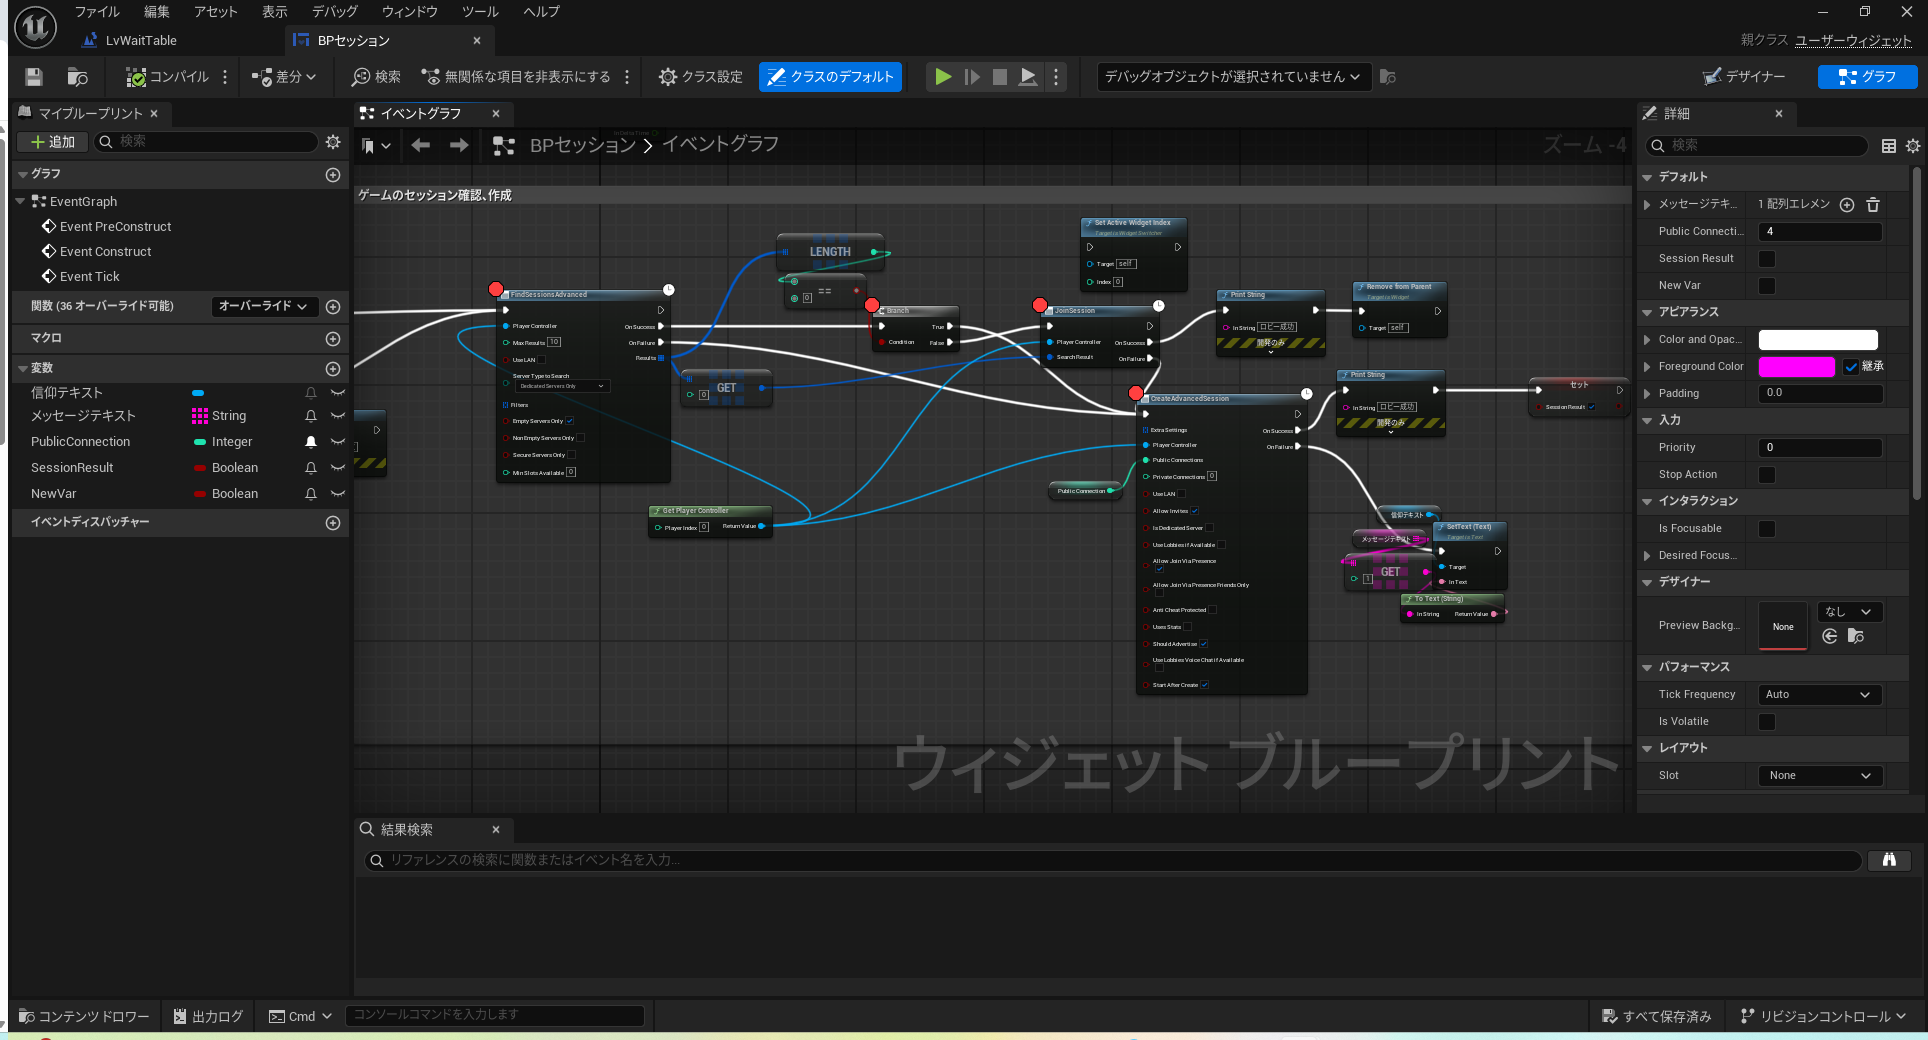 ファイル 編集 アセット 表示 デバッグ ウィンドウ ツール ヘルプ
LvWaitTable
BPセッション
親クラス ユーザーウィジェット
コンパイル 差分 検索 無関係な項目を非表示にする クラス設定 クラスのデフォルト デバッグオブジェクトが選択されていません デザイナー グラフ
マイブループリント
追加 検索
グラフ
EventGraph
Event PreConstruct
Event Construct
Event Tick
関数 (36 オーバーライド可能) オーバーライド
マクロ
変数
信仰テキスト
メッセージテキスト String
PublicConnection Integer
SessionResult Boolean
NewVar Boolean
イベントディスパッチャー
イベントグラフ
BPセッション > イベントグラフ
ズーム -4
ゲームのセッション確認、作成
FindSessionsAdvanced
Player Controller On Success
Max Results 10 On Failure
Use LAN Results
Server Type to Search
Dedicated Servers Only
Filters
Empty Servers Only
Non Empty Servers Only
Secure Servers Only
Min Slots Available 0
LENGTH
== 0
GET
0
Branch
True
Condition False
Get Player Controller
Player Index 0 Return Value
Set Active Widget Index
Target is Widget Switcher
Target self
Index 0
JoinSession
Player Controller On Success
Search Result On Failure
Print String
In String ロビー成功
開発のみ
Remove from Parent
Target is Widget
Target self
CreateAdvancedSession
Extra Settings On Success
Player Controller On Failure
Public Connections
Private Connections 0
Use LAN
Allow Invites
Is Dedicated Server
Use Lobbies if Available
Allow Join Via Presence
Allow Join Via Presence Friends Only
Anti Cheat Protected
Uses Stats
Should Advertise
Use Lobbies Voice Chat if Available
Start After Create
Public Connection
Print String
In String ロビー成功
開発のみ
セット
Session Result
信仰テキスト
メッセージテキスト
GET
1
SetText (Text)
Target is Text
Target
In Text
To Text (String)
In String Return Value
ウィジェット ブループリント
結果検索
リファレンスの検索に関数またはイベント名を入力...
詳細
検索
デフォルト
メッセージテキ... 1 配列エレメン
Public Connecti... 4
Session Result
New Var
アピアランス
Color and Opac...
Foreground Color 継承
Padding 0.0
入力
Priority 0
Stop Action
インタラクション
Is Focusable
Desired Focus...
デザイナー
Preview Backg... None なし
パフォーマンス
Tick Frequency Auto
Is Volatile
レイアウト
Slot None
コンテンツ ドロワー 出力ログ Cmd コンソールコマンドを入力します すべて保存済み リビジョンコントロール